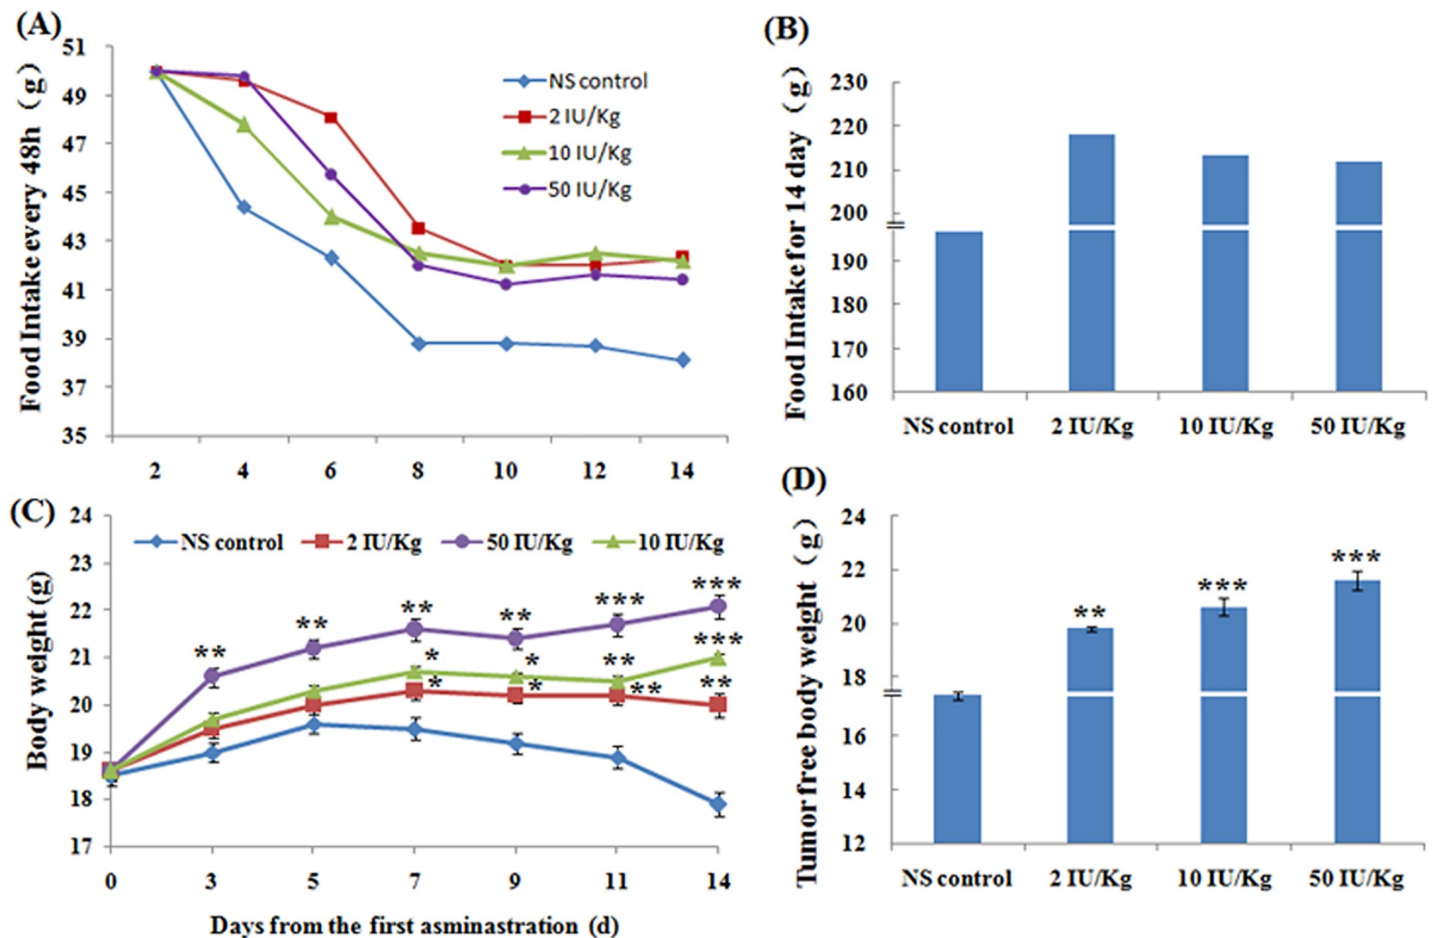 (A)
Food Intake every 48h（g）
51
49
47
45
43
41
39
37
35
2 4 6 8 10 12 14
NS control
2 IU/Kg
10 IU/Kg
50 IU/Kg
(B)
Food Intake for 14 day（g）
230
220
210
200
190
180
170
160
NS control 2 IU/Kg 10 IU/Kg 50 IU/Kg
(C)
Body weight (g)
24
23
22
21
20
19
18
17
NS control 2 IU/Kg 50 IU/Kg 10 IU/Kg
** ** ** ** *** ***
* * ** ***
* * ** **
0 3 5 7 9 11 14
Days from the first asminastration (d)
(D)
Tumor free body weight（g）
24
22
20
18
16
14
12
** *** ***
NS control 2 IU/Kg 10 IU/Kg 50 IU/Kg